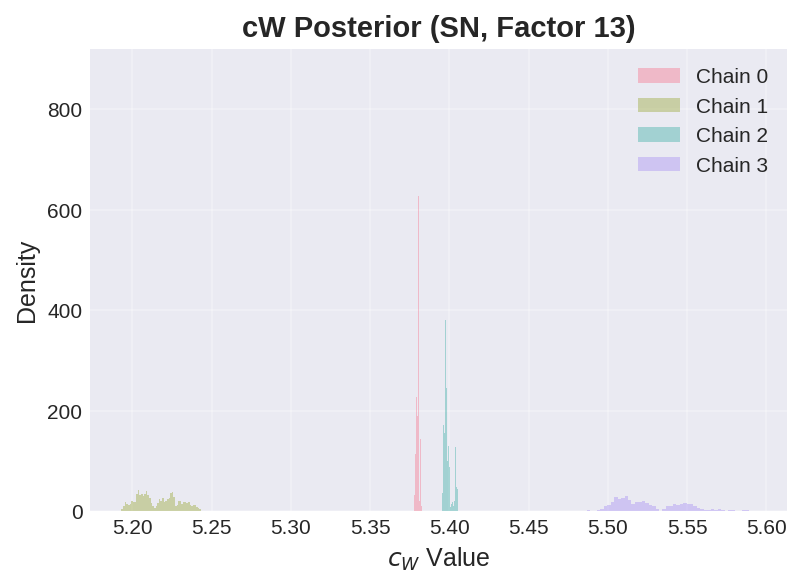 cW Posterior (SN, Factor 13)
Chain 0
Chain 1
Chain 2
Chain 3
Density
800
600
400
200
0
5.20 5.25 5.30 5.35 5.40 5.45 5.50 5.55 5.60
c_W Value